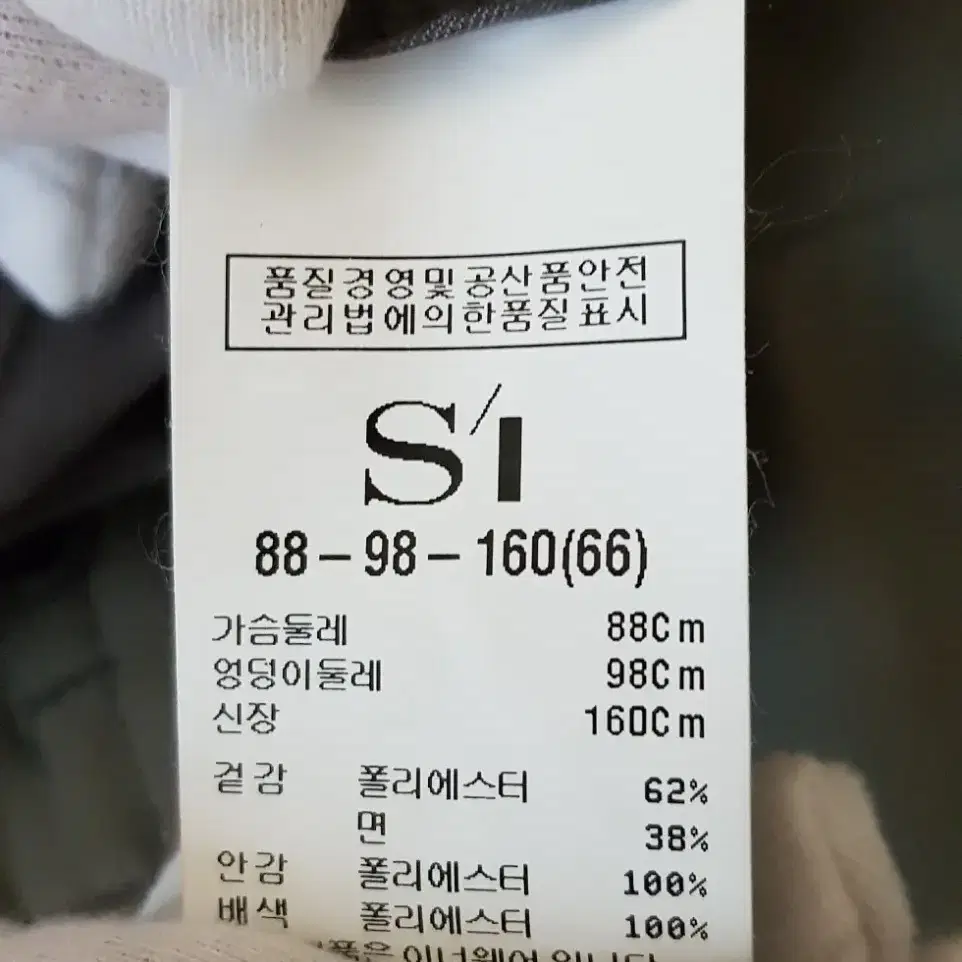 품질경영및공산품안전
관리법에의한품질표시
S/I
88-98-160(66)
가슴둘레 88Cm
엉덩이둘레 98Cm
신장 160Cm
겉감 폴리에스터 62%
면 38%
안감 폴리에스터 100%
배색 폴리에스터 100%